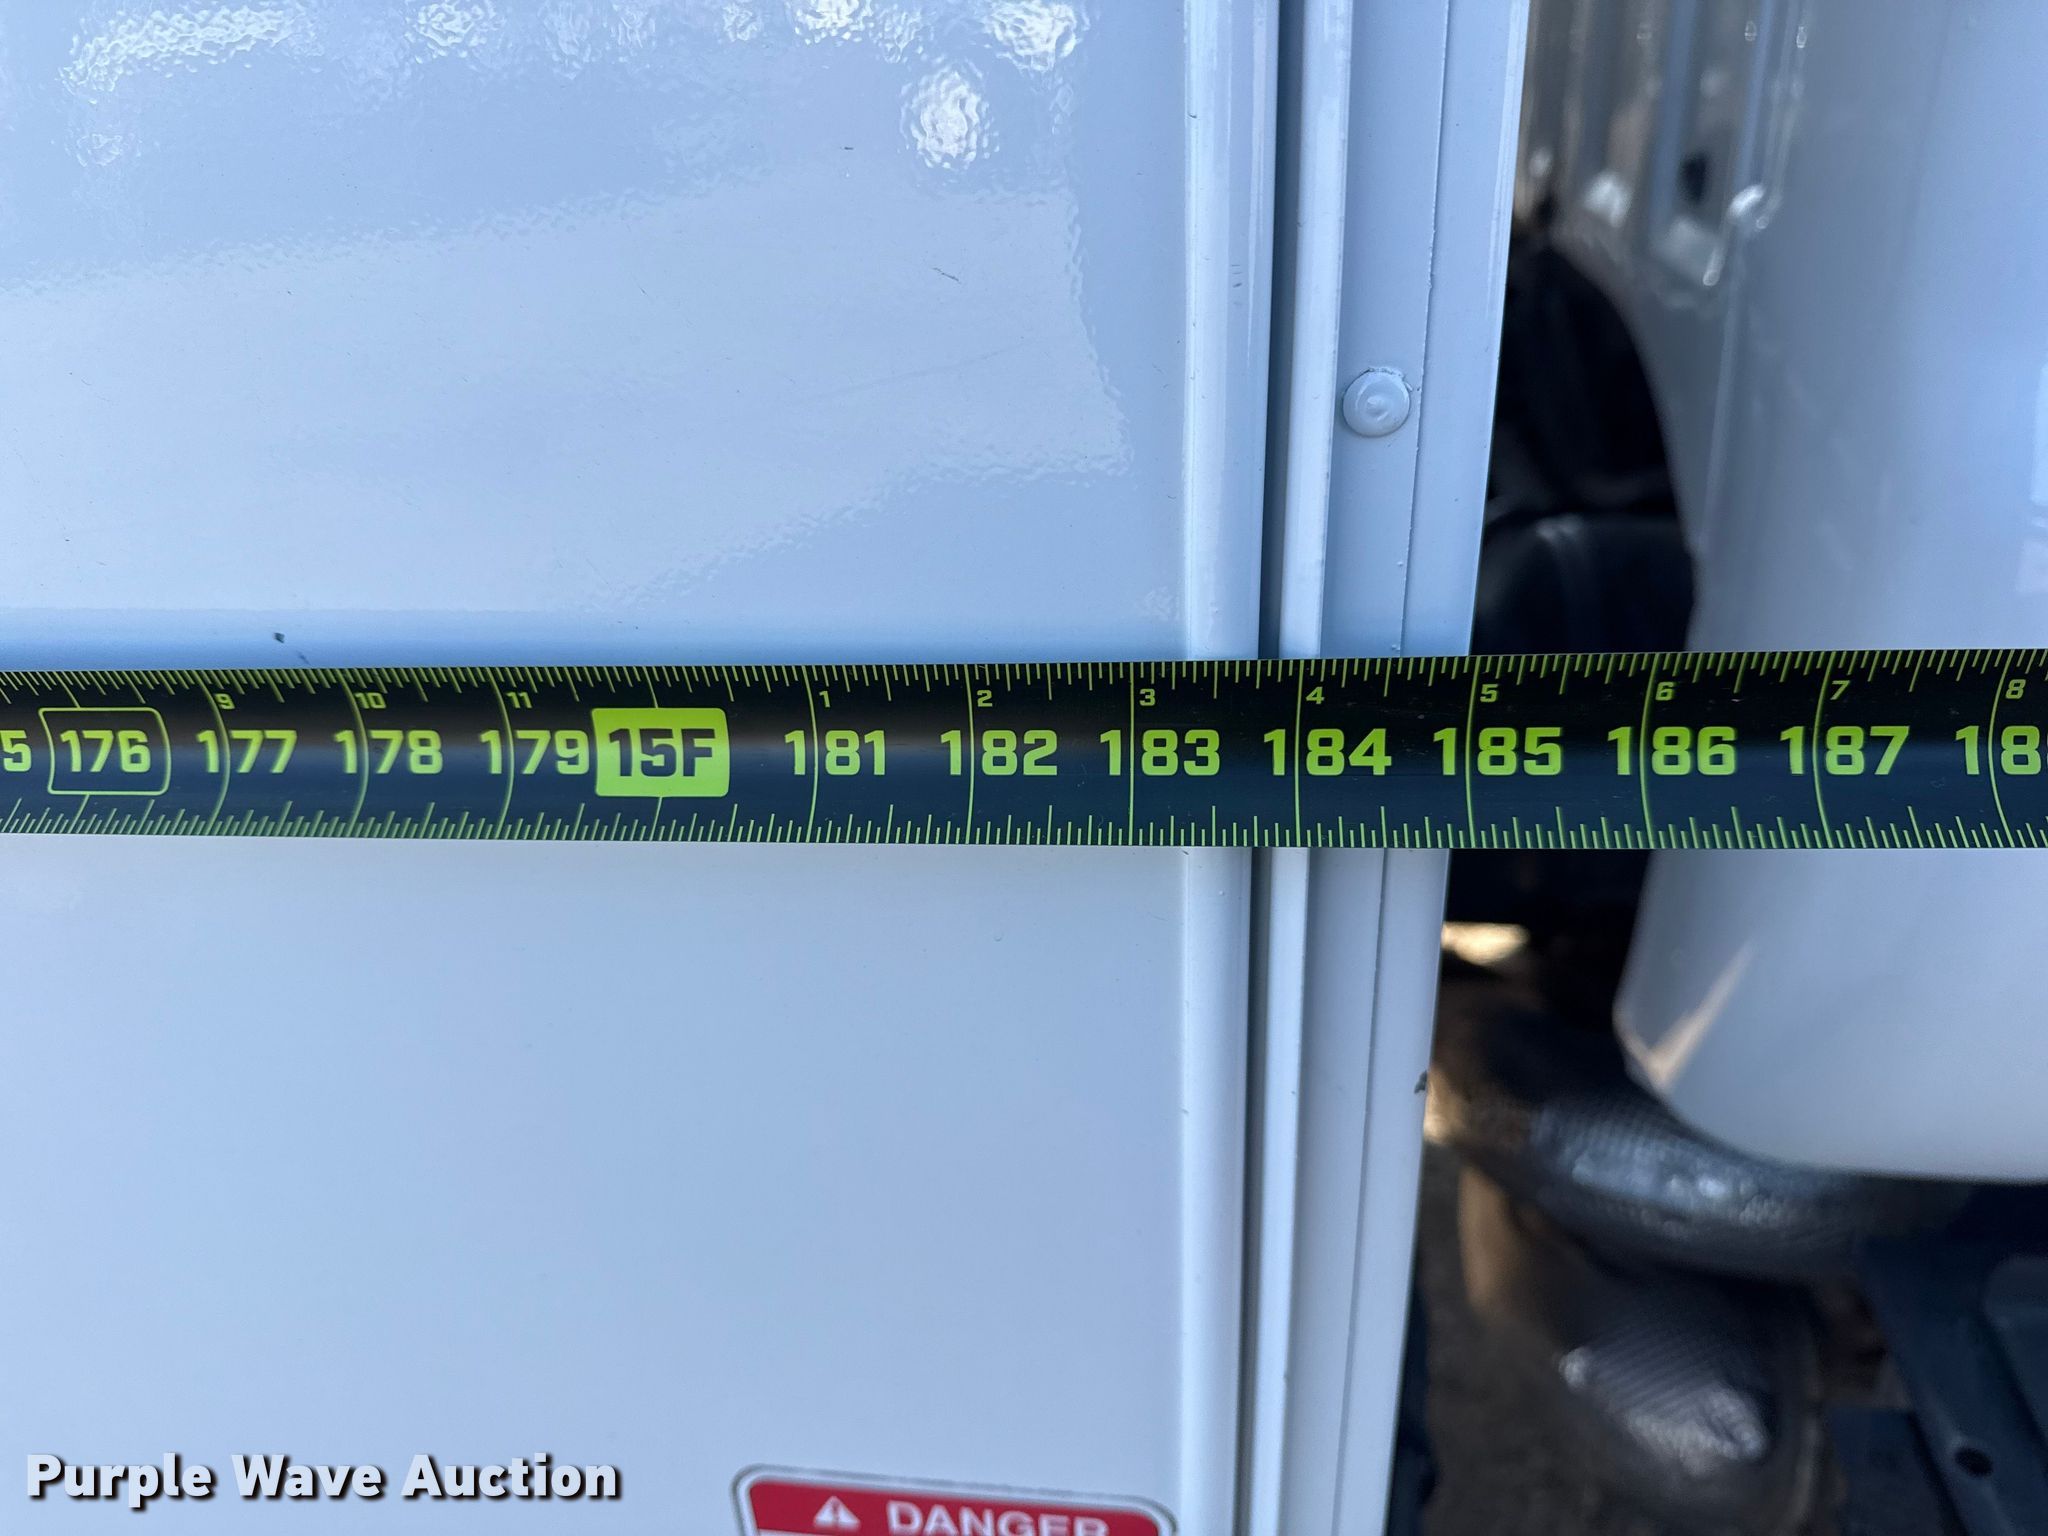 9 10 11 1 2 3 4 5 6 7 8
5 176 177 178 179 15F 181 182 183 184 185 186 187 18
DANGER
Purple Wave Auction